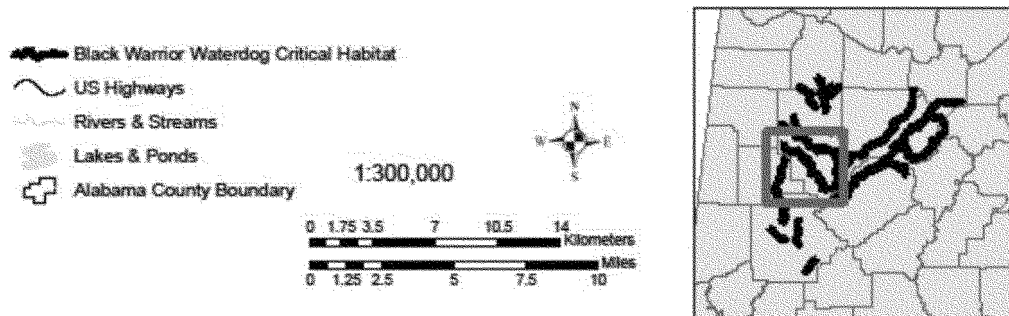 Black Warrior Waterdog Critical Habitat
US Highways
Rivers & Streams
Lakes & Ponds
Alabama County Boundary
1:300,000
N
W E
S
0 1.75 3.5 7 10.5 14
Kilometers
Miles
0 1.25 2.5 5 7.5 10